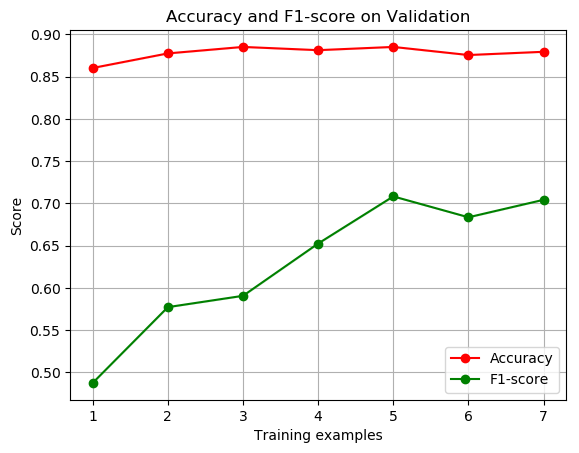 Accuracy and F1-score on Validation
0.90
0.85
0.80
0.75
0.70
0.65
0.60
0.55
0.50
Score
Accuracy
F1-score
1 2 3 4 5 6 7
Training examples